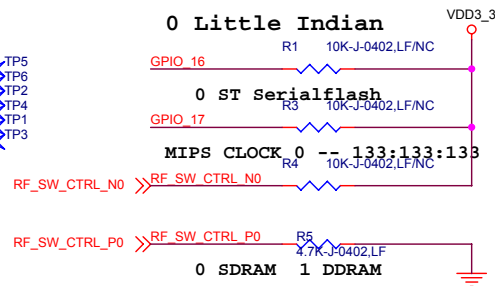 0 Little Indian
VDD3_3
R1 10K-J-0402,LF/NC
TP5
GPIO_16
TP6
TP2
0 ST Serialflash
TP4
R3 10K-J-0402,LF/NC
TP1
GPIO_17
TP3
MIPS CLOCK 0 -- 133:133:133
R4 10K-J-0402,LF/NC
RF_SW_CTRL_N0 RF_SW_CTRL_N0
RF_SW_CTRL_P0 RF_SW_CTRL_P0 R5
4.7K-J-0402,LF
0 SDRAM 1 DDRAM